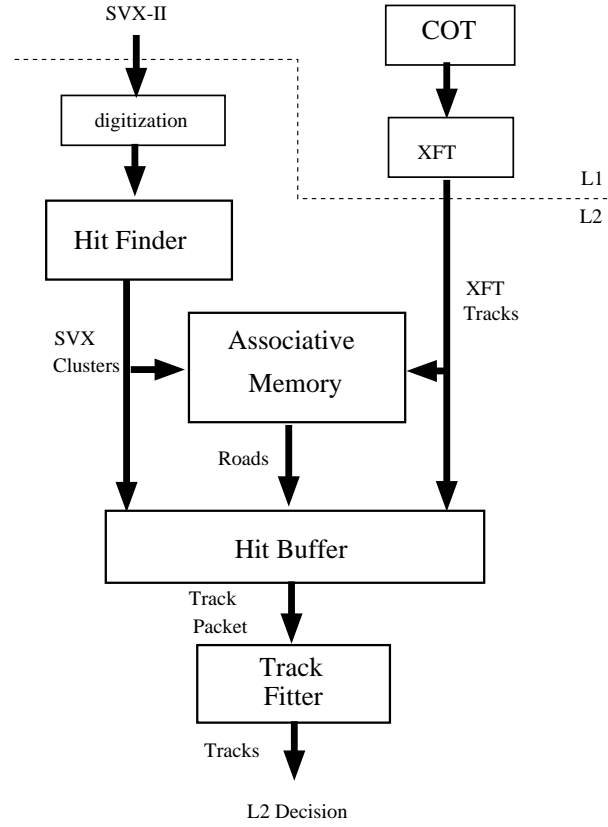 SVX-II
COT
digitization
XFT
L1
L2
Hit Finder
XFT
Tracks
SVX
Clusters
Associative
Memory
Roads
Hit Buffer
Track
Packet
Track
Fitter
Tracks
L2 Decision